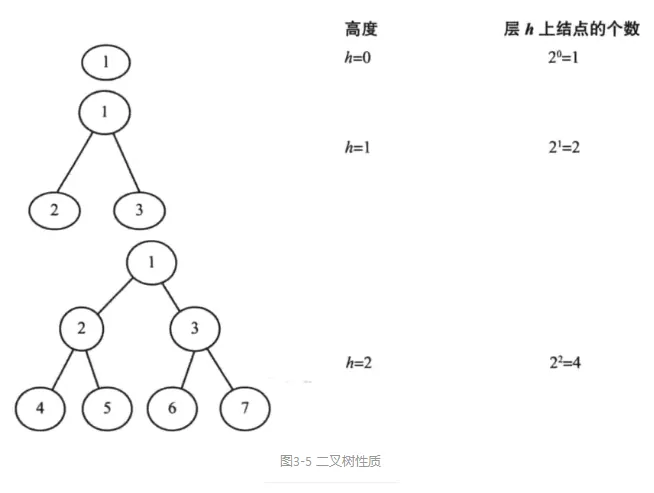 高度 层 h 上结点的个数
1 h=0 2⁰=1
1
h=1 2¹=2
2 3
1
2 3
h=2 2²=4
4 5 6 7
图3-5 二叉树性质